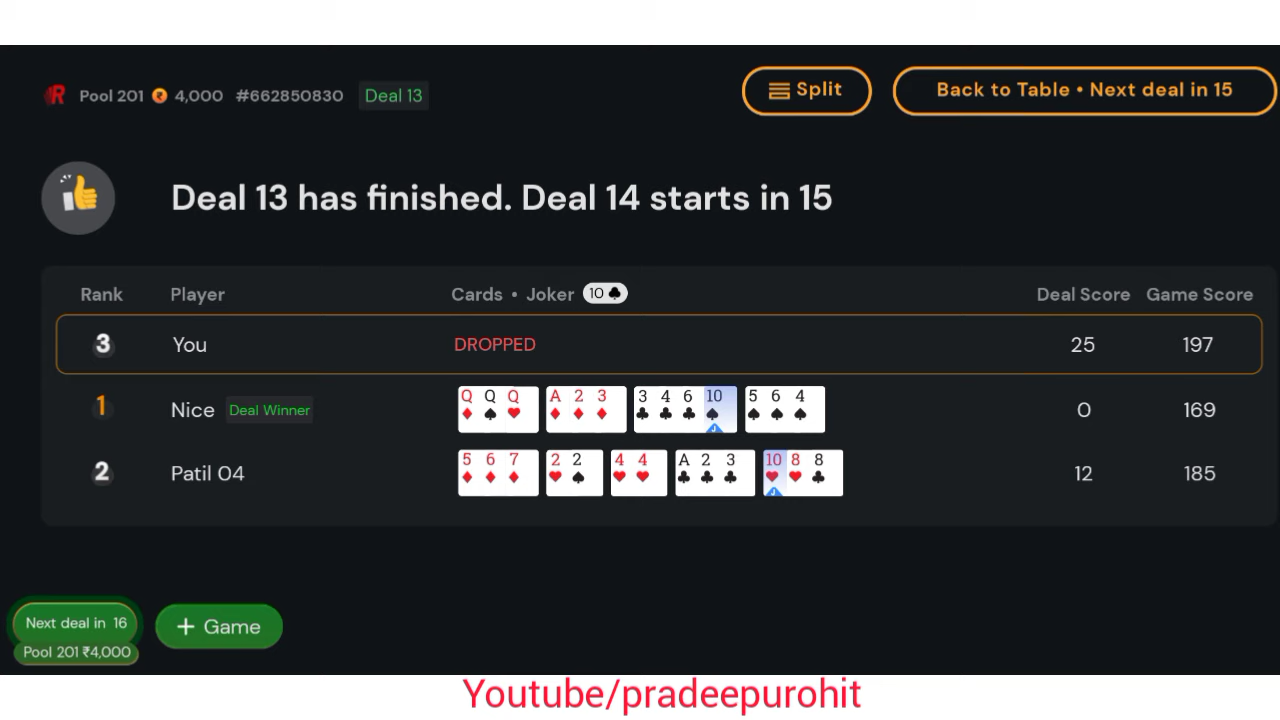 R Pool 201 4,000 #662850830 Deal 13 Split Back to Table • Next deal in 15
Deal 13 has finished. Deal 14 starts in 15
Rank Player Cards • Joker 10♣ Deal Score Game Score
3 You DROPPED 25 197
1 Nice Deal Winner Q♦ Q♠ Q♥ A♦ 2♦ 3♦ 3♣ 4♣ 6♣ 10♠ J 5♠ 6♠ 4♠ 0 169
2 Patil 04 5♦ 6♦ 7♦ 2♥ 2♠ 4♥ 4♥ A♣ 2♣ 3♣ 10♥ J 8♥ 8♣ 12 185
Next deal in 16
Pool 201 ₹4,000
+ Game
Youtube/pradeepurohit